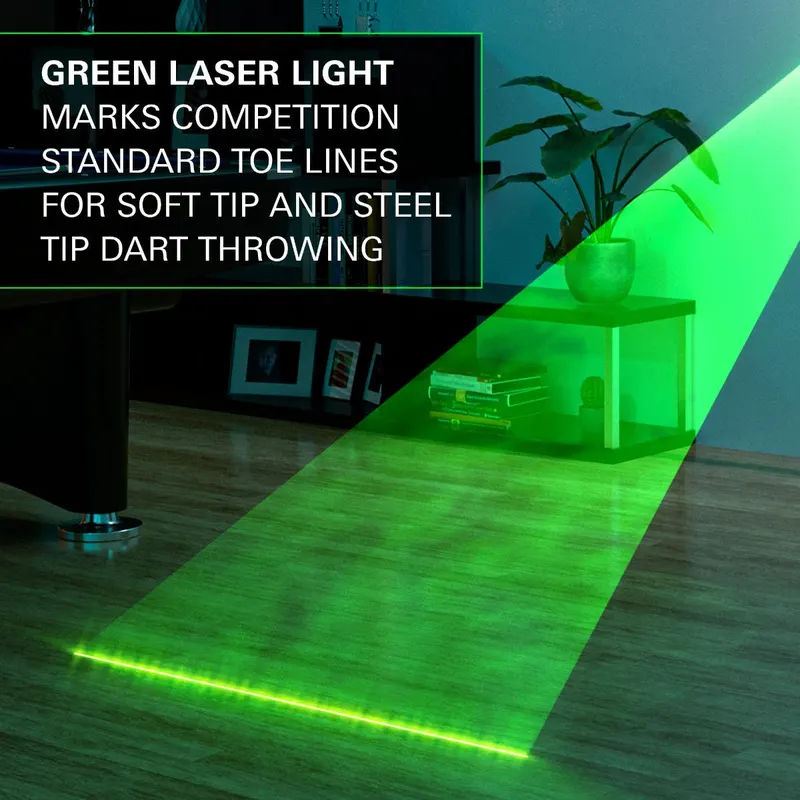 GREEN LASER LIGHT
MARKS COMPETITION
STANDARD TOE LINES
FOR SOFT TIP AND STEEL
TIP DART THROWING